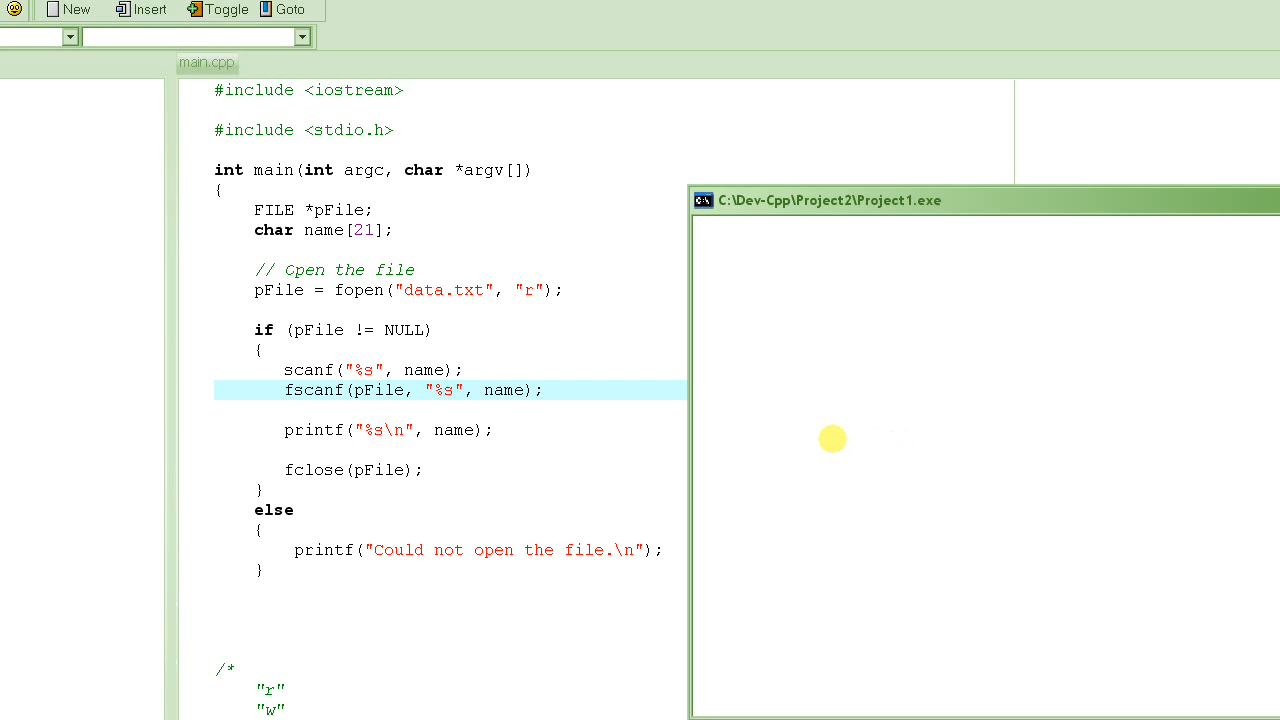 New Insert Toggle Goto
main.cpp
#include <iostream>
#include <stdio.h>
int main(int argc, char *argv[])
{
FILE *pFile;
char name[21];
// Open the file
pFile = fopen("data.txt", "r");
if (pFile != NULL)
{
scanf("%s", name);
fscanf(pFile, "%s", name);
printf("%s\n", name);
fclose(pFile);
}
else
{
printf("Could not open the file.\n");
}
/*
"r"
"w"
C:\Dev-Cpp\Project2\Project1.exe